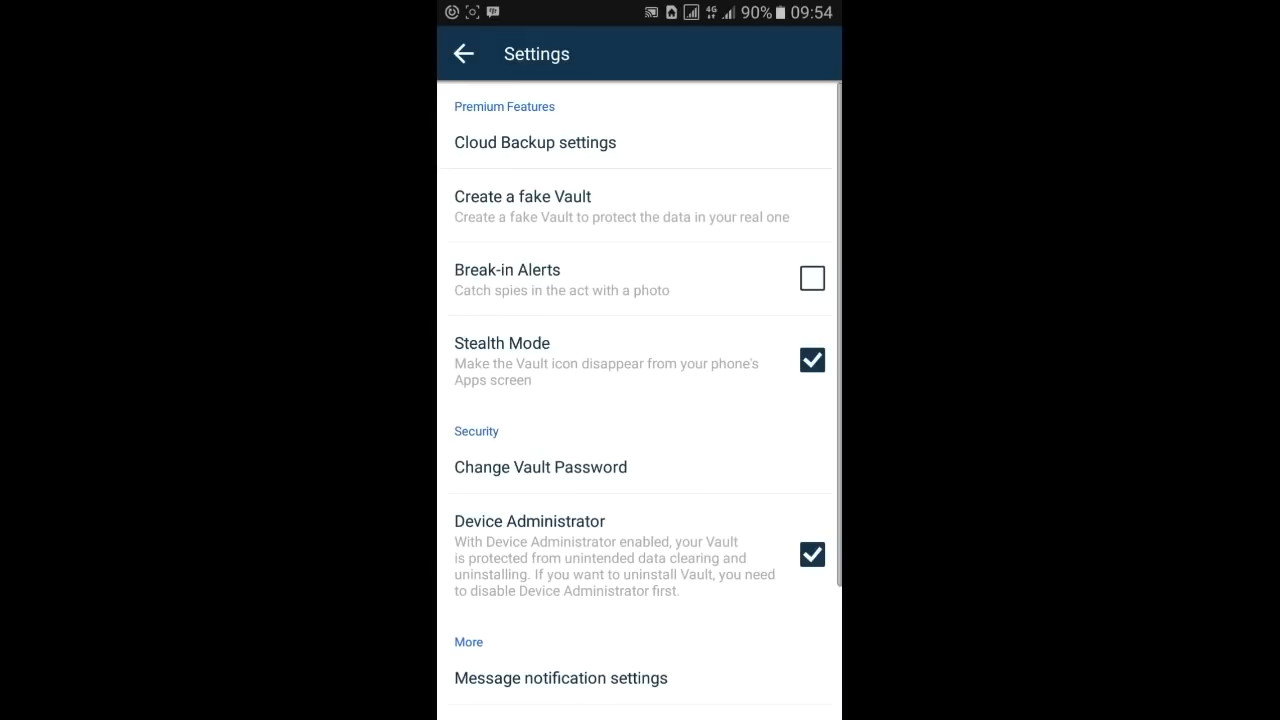 4G 90% 09:54
Settings
Premium Features
Cloud Backup settings
Create a fake Vault
Create a fake Vault to protect the data in your real one
Break-in Alerts
Catch spies in the act with a photo
Stealth Mode
Make the Vault icon disappear from your phone's
Apps screen
Security
Change Vault Password
Device Administrator
With Device Administrator enabled, your Vault
is protected from unintended data clearing and
uninstalling. If you want to uninstall Vault, you need
to disable Device Administrator first.
More
Message notification settings